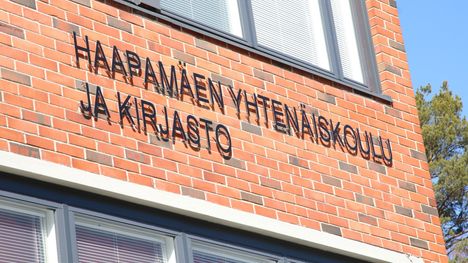 HAAPAMÄEN YHTENÄISKOULU
JA KIRJASTO